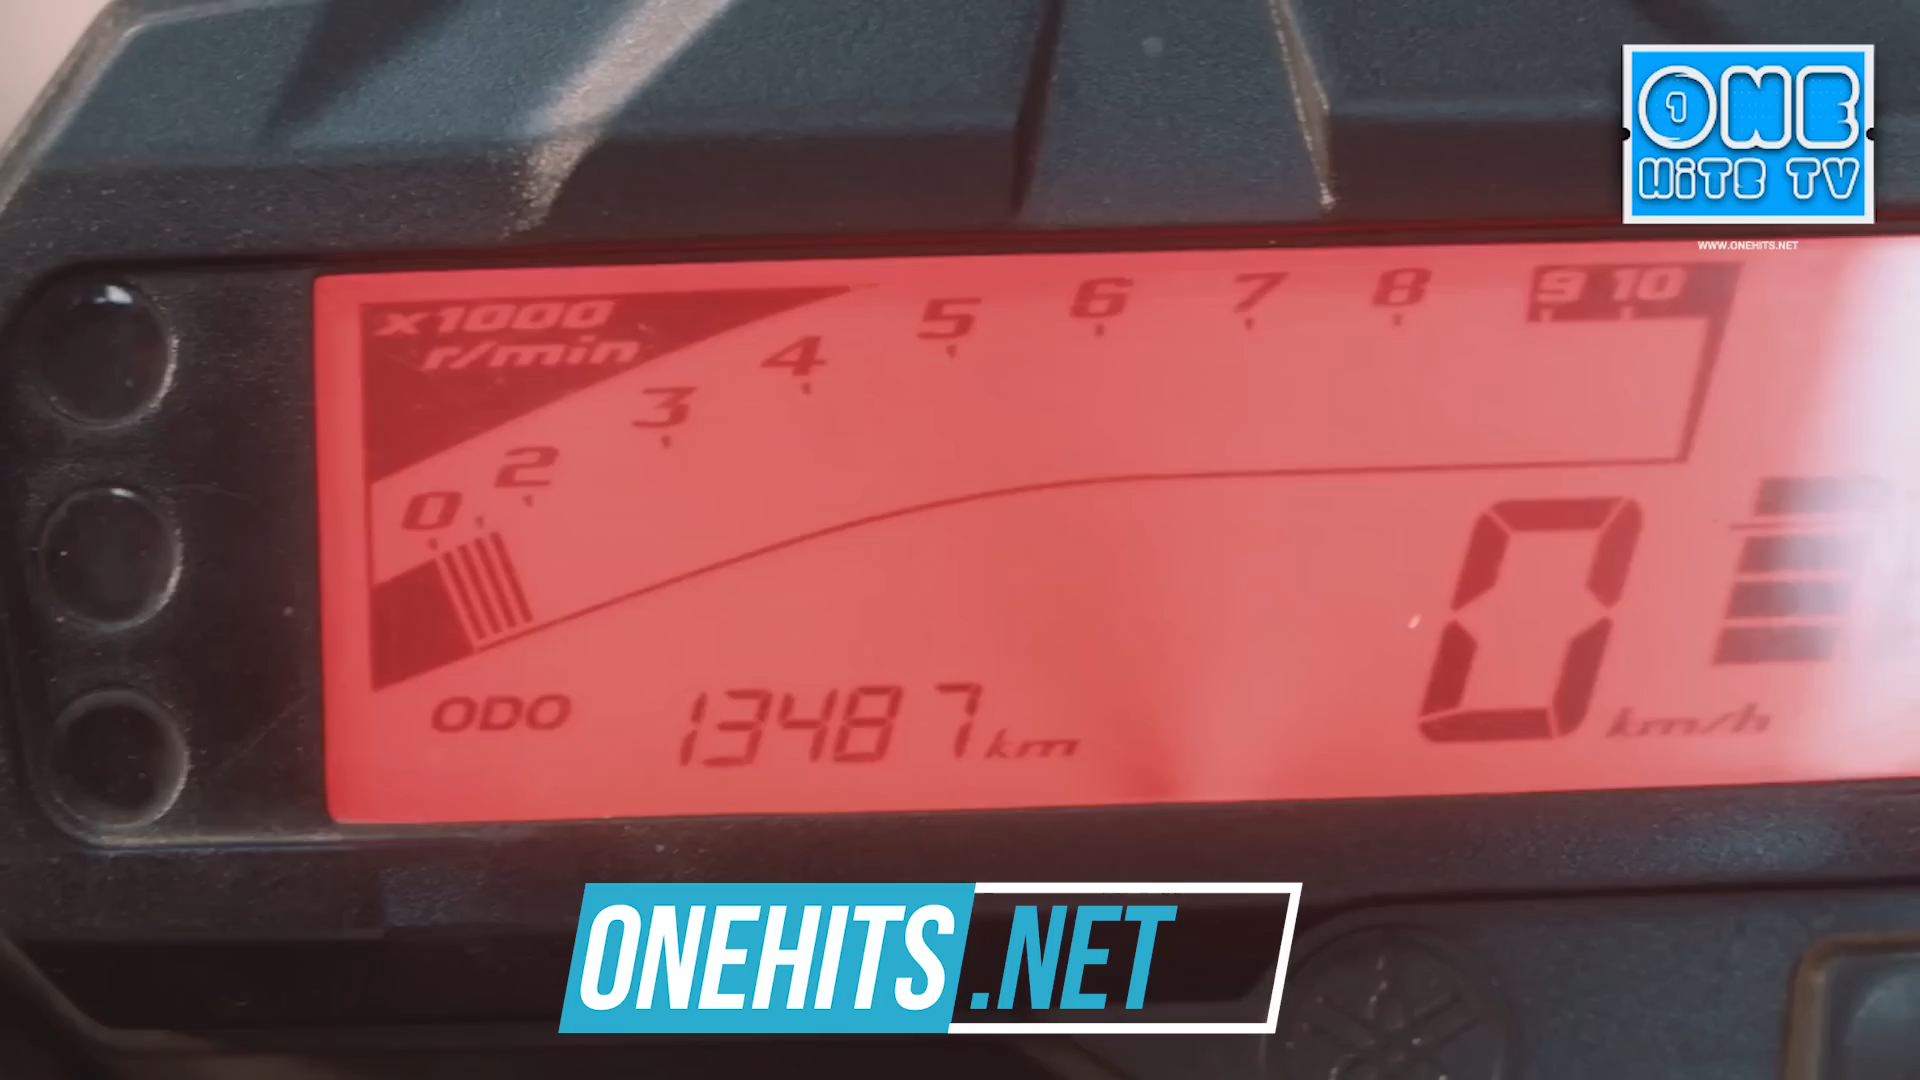 1
ONE
HiTS TV
WWW.ONEHITS.NET
x1000
r/min
0 2 3 4 5 6 7 8 9 10
0 km/h
ODO 13487 km
ONEHITS.NET